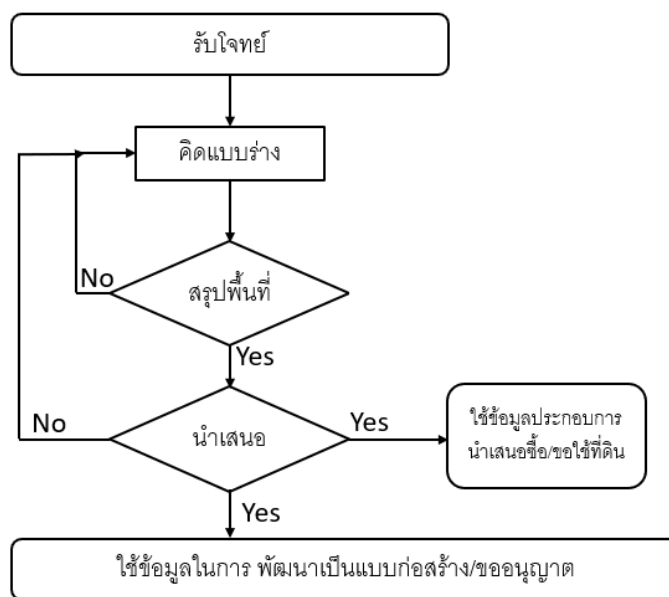 รับโจทย์
คิดแบบร่าง
No
สรุปพื้นที่
Yes
No
นำเสนอ
Yes
ใช้ข้อมูลประกอบการ
นำเสนอซื้อ/ขอใช้ที่ดิน
Yes
ใช้ข้อมูลในการ พัฒนาเป็นแบบก่อสร้าง/ขออนุญาต